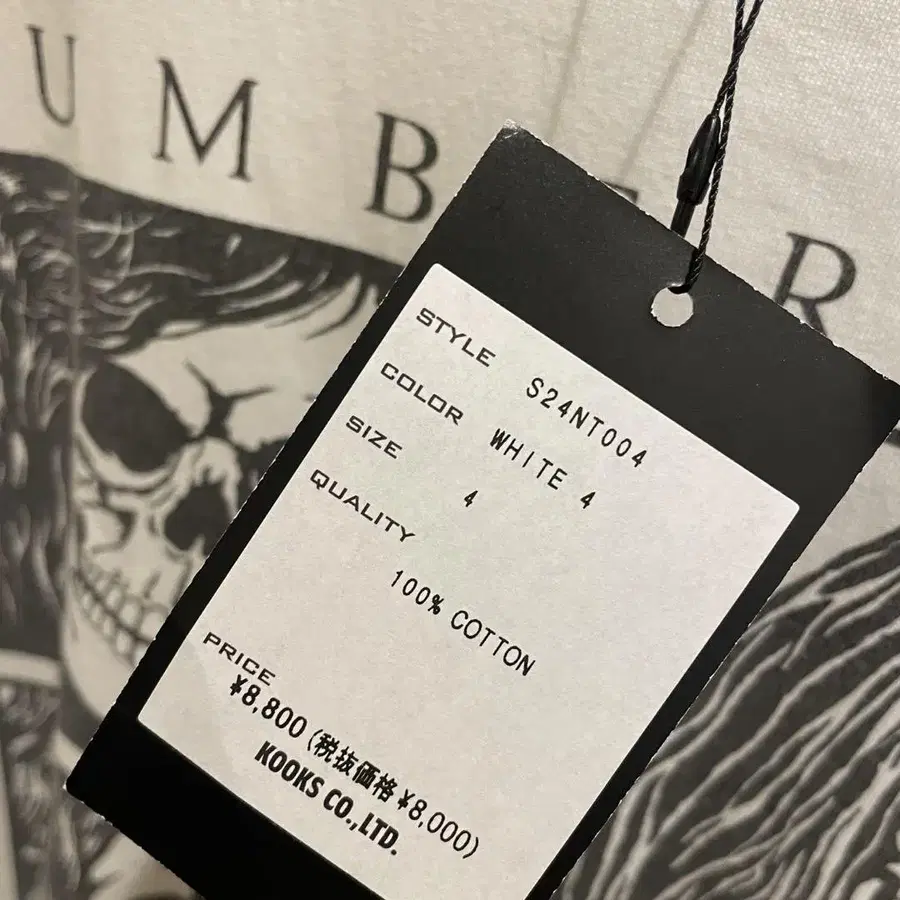 UMBER
STYLE S24NT004
COLOR WHITE 4
SIZE 4
QUALITY
100% COTTON
PRICE
¥8,800(税抜価格¥8,000)
KOOKS CO.,LTD.